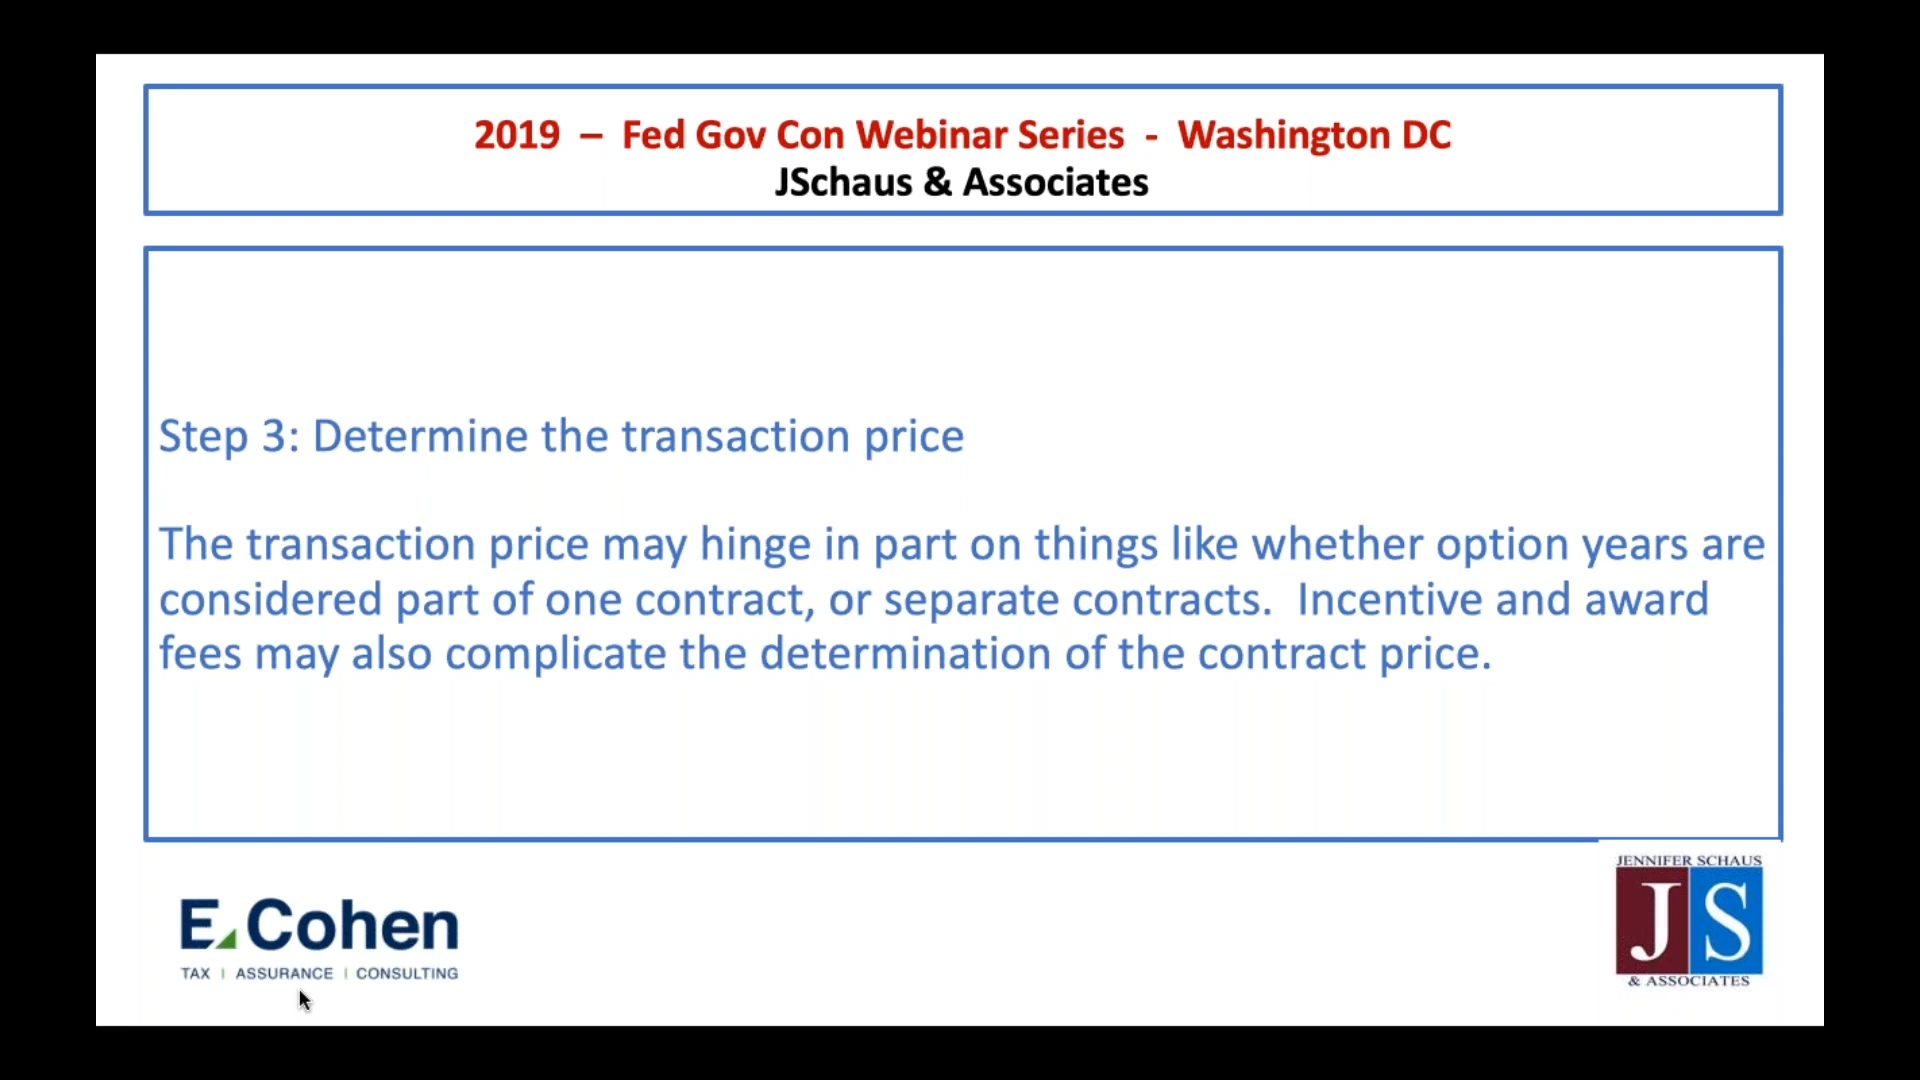 2019 – Fed Gov Con Webinar Series - Washington DC
JSchaus & Associates
Step 3: Determine the transaction price
The transaction price may hinge in part on things like whether option years are
considered part of one contract, or separate contracts.  Incentive and award
fees may also complicate the determination of the contract price.
E.Cohen
TAX | ASSURANCE | CONSULTING
JENNIFER SCHAUS
JS
& ASSOCIATES